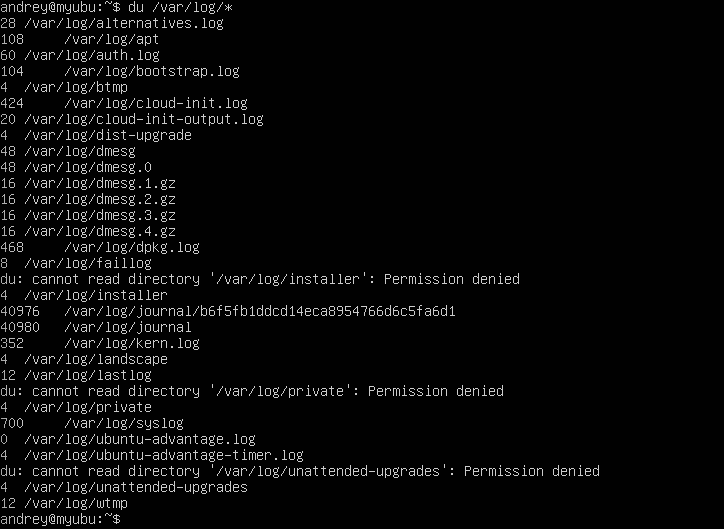 andrey@myubu:~$ du /var/log/*
28 /var/log/alternatives.log
108 /var/log/apt
60 /var/log/auth.log
104 /var/log/bootstrap.log
4 /var/log/btmp
424 /var/log/cloud-init.log
20 /var/log/cloud-init-output.log
4 /var/log/dist-upgrade
48 /var/log/dmesg
48 /var/log/dmesg.0
16 /var/log/dmesg.1.gz
16 /var/log/dmesg.2.gz
16 /var/log/dmesg.3.gz
16 /var/log/dmesg.4.gz
468 /var/log/dpkg.log
8 /var/log/faillog
du: cannot read directory '/var/log/installer': Permission denied
4 /var/log/installer
40976 /var/log/journal/b6f5fb1ddcd14eca8954766d6c5fa6d1
40980 /var/log/journal
352 /var/log/kern.log
4 /var/log/landscape
12 /var/log/lastlog
du: cannot read directory '/var/log/private': Permission denied
4 /var/log/private
700 /var/log/syslog
0 /var/log/ubuntu-advantage.log
4 /var/log/ubuntu-advantage-timer.log
du: cannot read directory '/var/log/unattended-upgrades': Permission denied
4 /var/log/unattended-upgrades
12 /var/log/wtmp
andrey@myubu:~$